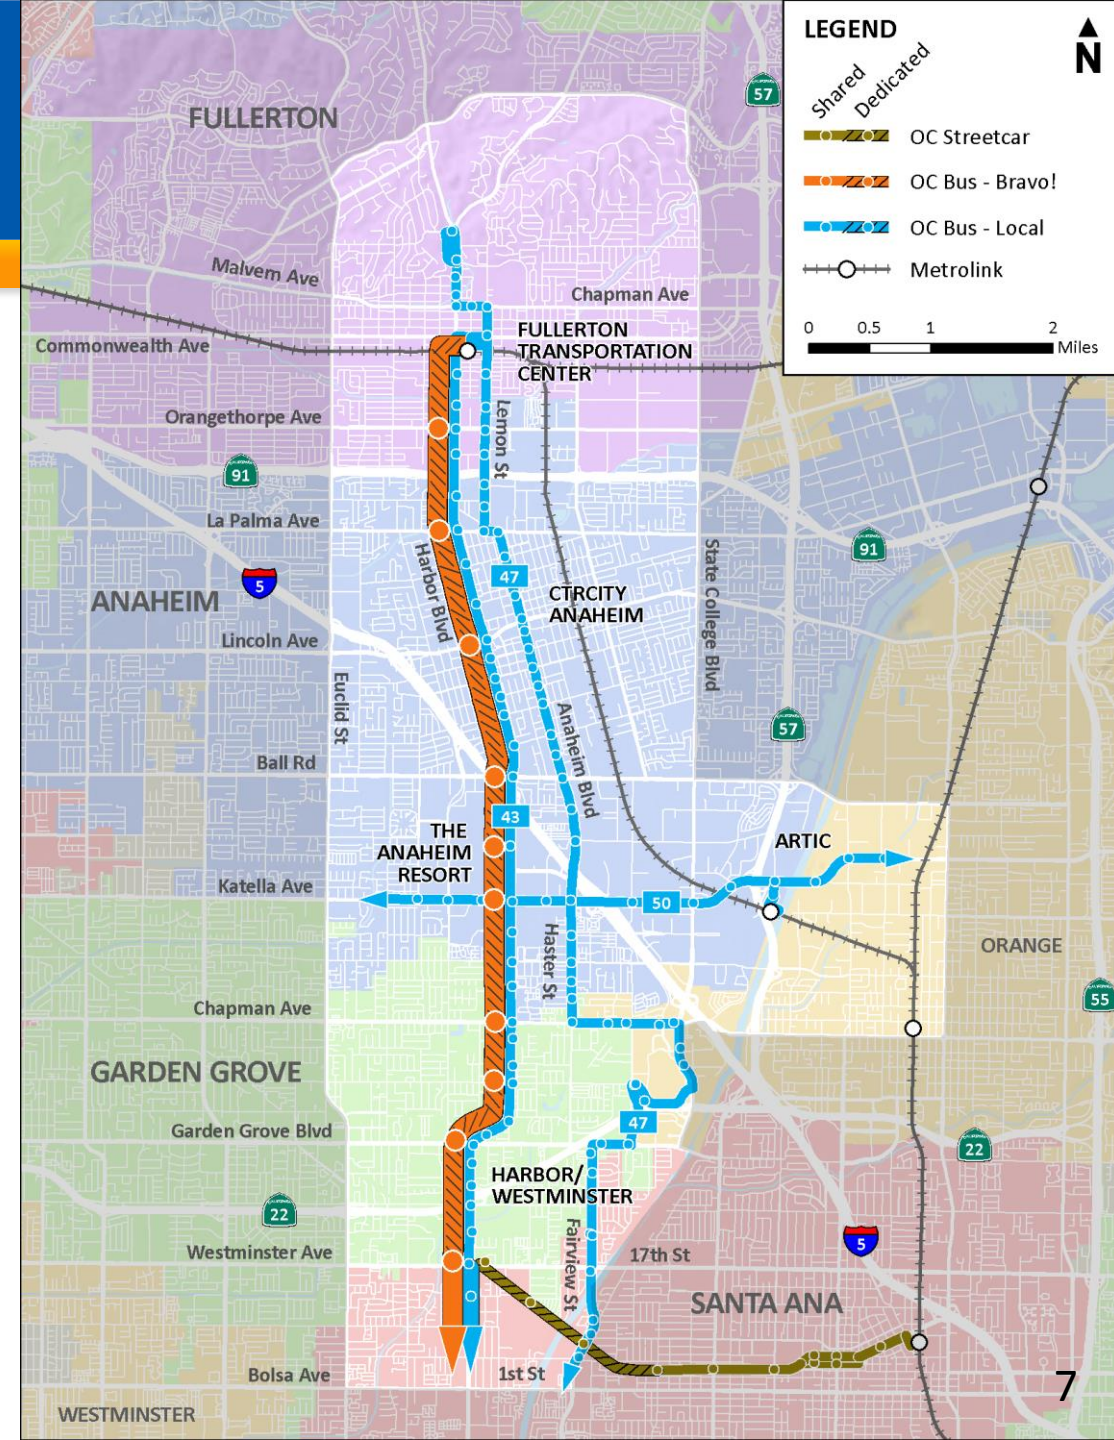 LEGEND
N
Shared
Dedicated
OC Streetcar
OC Bus - Bravo!
OC Bus - Local
Metrolink
0 0.5 1 2
Miles
57
FULLERTON
Malvern Ave
Chapman Ave
Commonwealth Ave
FULLERTON
TRANSPORTATION
CENTER
Orangethorpe Ave
Lemon St
91
La Palma Ave
91
Harbor Blvd
State College Blvd
5
47
ANAHEIM
CTRCITY
ANAHEIM
Lincoln Ave
Euclid St
57
Anaheim Blvd
Ball Rd
43
THE
ANAHEIM
RESORT
ARTIC
Katella Ave
50
Haster St
ORANGE
55
Chapman Ave
GARDEN GROVE
Garden Grove Blvd
47
22
HARBOR/
WESTMINSTER
22
Fairview St
5
Westminster Ave
17th St
SANTA ANA
Bolsa Ave
1st St
7
WESTMINSTER